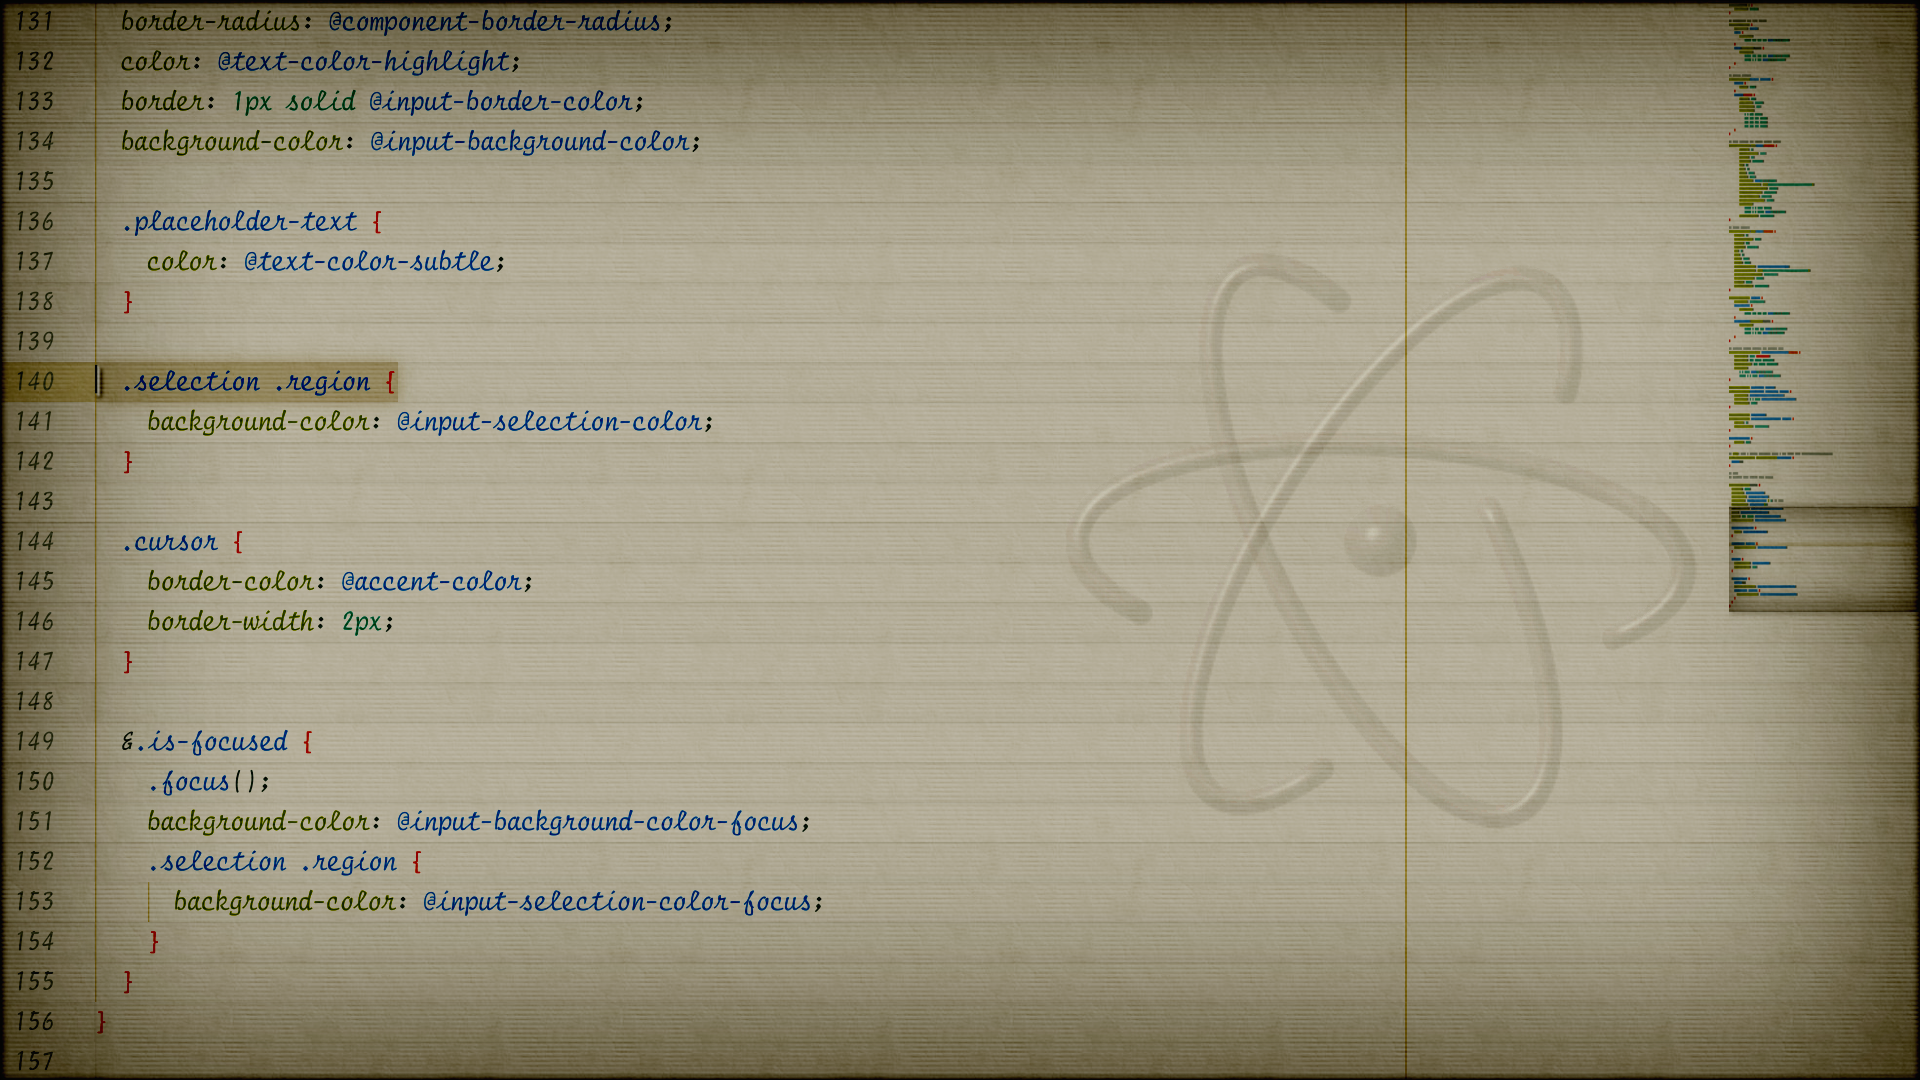 131 border-radius: @component-border-radius;
132 color: @text-color-highlight;
133 border: 1px solid @input-border-color;
134 background-color: @input-background-color;
135
136 .placeholder-text {
137 color: @text-color-subtle;
138 }
139
140 .selection .region {
141 background-color: @input-selection-color;
142 }
143
144 .cursor {
145 border-color: @accent-color;
146 border-width: 2px;
147 }
148
149 &.is-focused {
150 .focus();
151 background-color: @input-background-color-focus;
152 .selection .region {
153 background-color: @input-selection-color-focus;
154 }
155 }
156 }
157